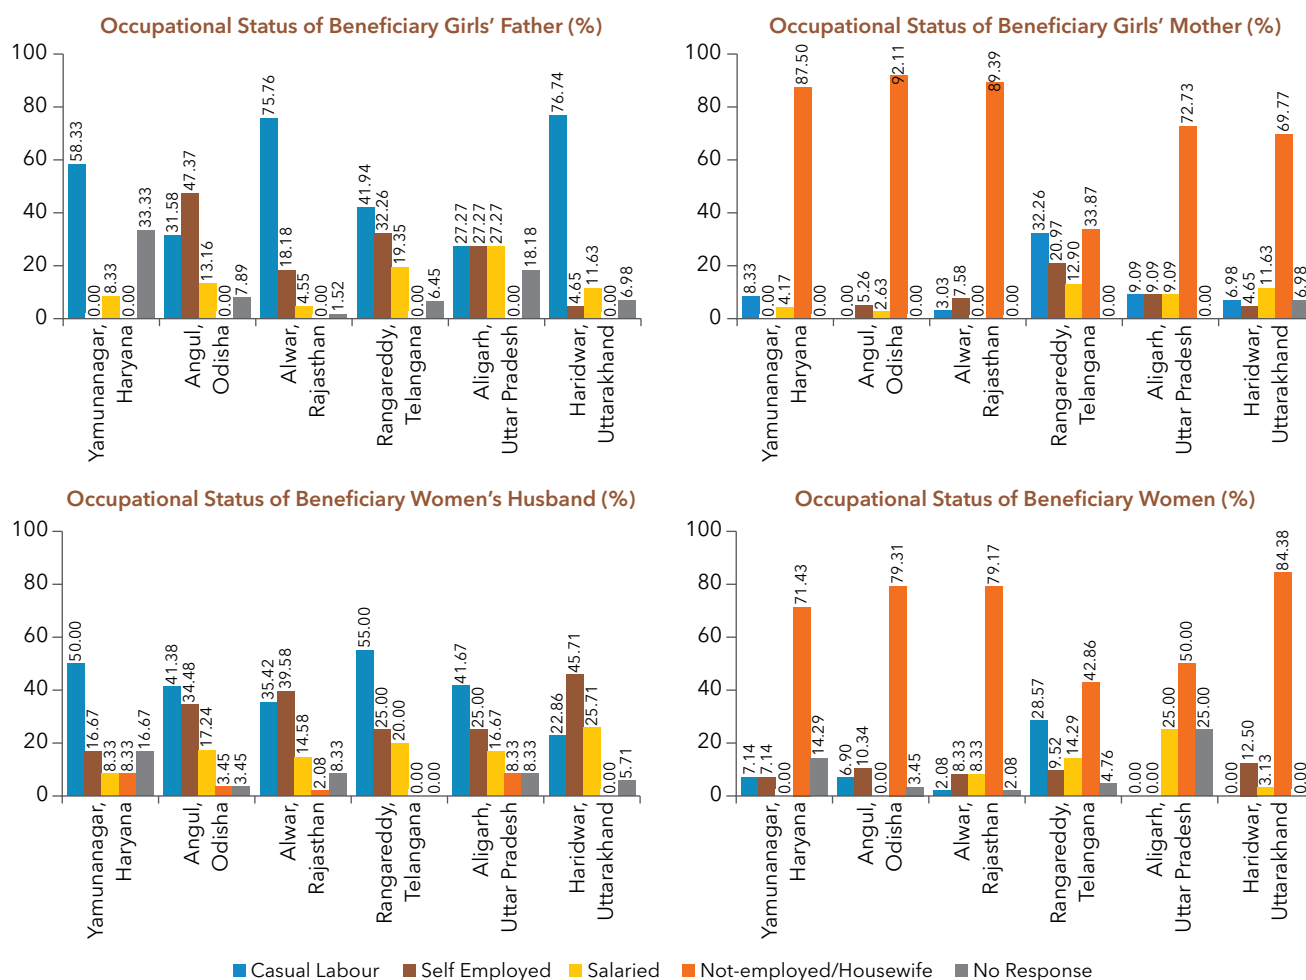 Occupational Status of Beneficiary Girls' Father (%)
100
80
60
40
20
0
58.33
0.00
8.33
0.00
33.33
31.58
47.37
13.16
0.00
7.89
75.76
18.18
4.55
0.00
1.52
41.94
32.26
19.35
0.00
6.45
27.27
27.27
27.27
0.00
18.18
76.74
4.65
11.63
0.00
6.98
Yamunanagar,
Haryana
Angul,
Odisha
Alwar,
Rajasthan
Rangareddy,
Telangana
Aligarh,
Uttar Pradesh
Haridwar,
Uttarakhand
Occupational Status of Beneficiary Girls' Mother (%)
100
80
60
40
20
0
8.33
0.00
4.17
87.50
0.00
0.00
5.26
2.63
92.11
0.00
3.03
7.58
0.00
89.39
0.00
32.26
20.97
12.90
33.87
0.00
9.09
9.09
9.09
72.73
0.00
6.98
4.65
11.63
69.77
6.98
Yamunanagar,
Haryana
Angul,
Odisha
Alwar,
Rajasthan
Rangareddy,
Telangana
Aligarh,
Uttar Pradesh
Haridwar,
Uttarakhand
Occupational Status of Beneficiary Women's Husband (%)
100
80
60
40
20
0
50.00
16.67
8.33
8.33
16.67
41.38
34.48
17.24
3.45
3.45
35.42
39.58
14.58
2.08
8.33
55.00
25.00
20.00
0.00
0.00
41.67
25.00
16.67
8.33
8.33
22.86
45.71
25.71
0.00
5.71
Yamunanagar,
Haryana
Angul,
Odisha
Alwar,
Rajasthan
Rangareddy,
Telangana
Aligarh,
Uttar Pradesh
Haridwar,
Uttarakhand
Occupational Status of Beneficiary Women (%)
100
80
60
40
20
0
7.14
7.14
0.00
71.43
14.29
6.90
10.34
0.00
79.31
3.45
2.08
8.33
8.33
79.17
2.08
28.57
9.52
14.29
42.86
4.76
0.00
0.00
25.00
50.00
25.00
0.00
12.50
3.13
84.38
0.00
Yamunanagar,
Haryana
Angul,
Odisha
Alwar,
Rajasthan
Rangareddy,
Telangana
Aligarh,
Uttar Pradesh
Haridwar,
Uttarakhand
Casual Labour Self Employed Salaried Not-employed/Housewife No Response